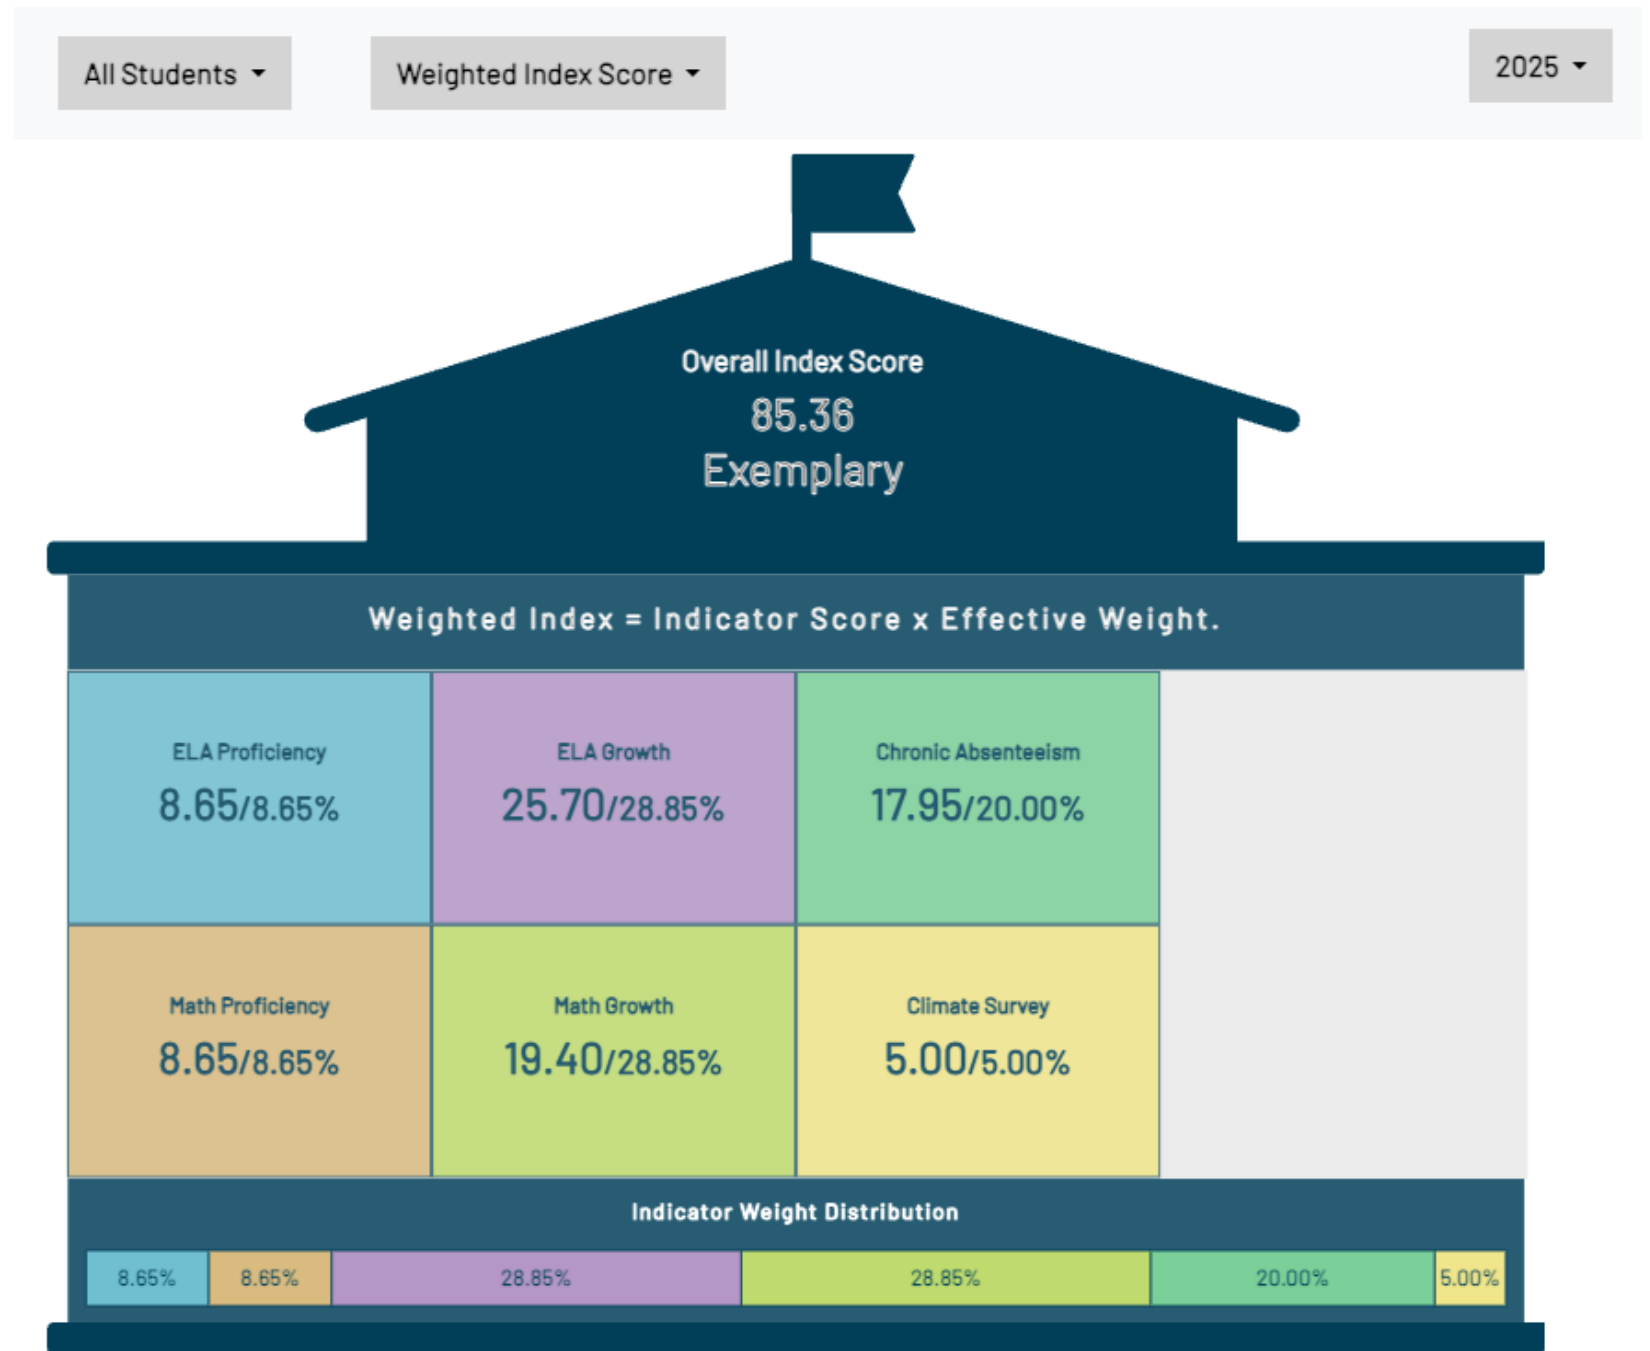 All Students
Weighted Index Score
2025
Overall Index Score
85.36
Exemplary
Weighted Index = Indicator Score x Effective Weight.
ELA Proficiency
8.65/8.65%
ELA Growth
25.70/28.85%
Chronic Absenteeism
17.95/20.00%
Math Proficiency
8.65/8.65%
Math Growth
19.40/28.85%
Climate Survey
5.00/5.00%
Indicator Weight Distribution
8.65%
8.65%
28.85%
28.85%
20.00%
5.00%